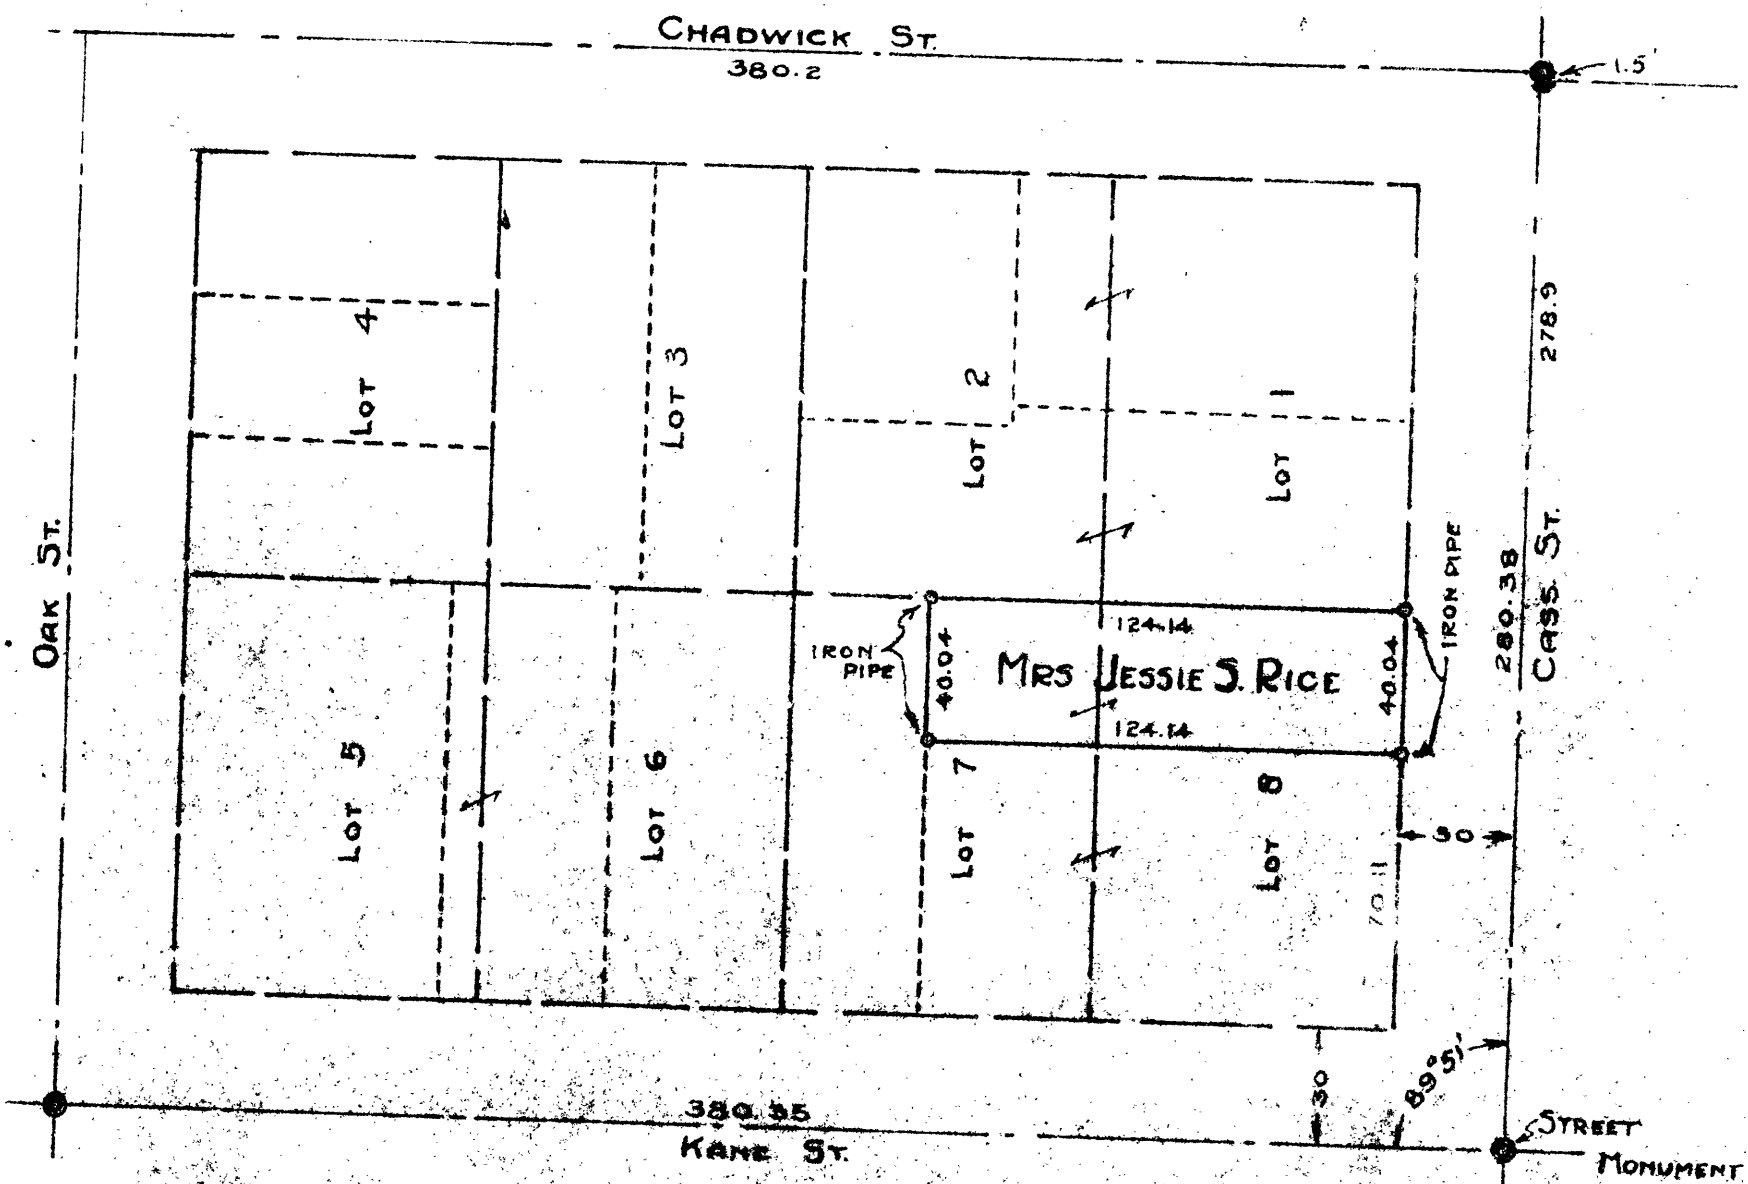 CHADWICK ST.
380.2
1.5'
278.9
LOT 4
LOT 3
LOT 2
LOT 1
OAK ST.
280.38
CASS. ST.
IRON PIPE
124.14
IRON
PIPE
40.04
MRS JESSIE S. RICE
40.04
124.14
LOT 5
LOT 6
LOT 7
LOT 8
30
70.11
89°51'
30
380.35
KANE ST.
STREET
MONUMENT